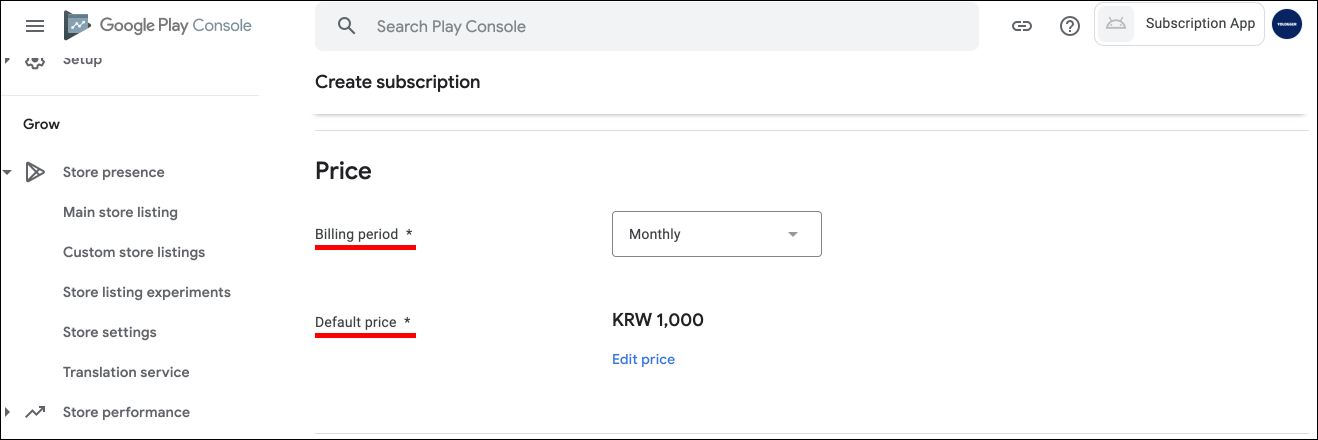 Google Play Console
Search Play Console
Subscription App
Setup
Create subscription
Grow
Price
Store presence
Main store listing
Billing period *
Monthly
Custom store listings
Store listing experiments
Default price *
KRW 1,000
Store settings
Edit price
Translation service
Store performance